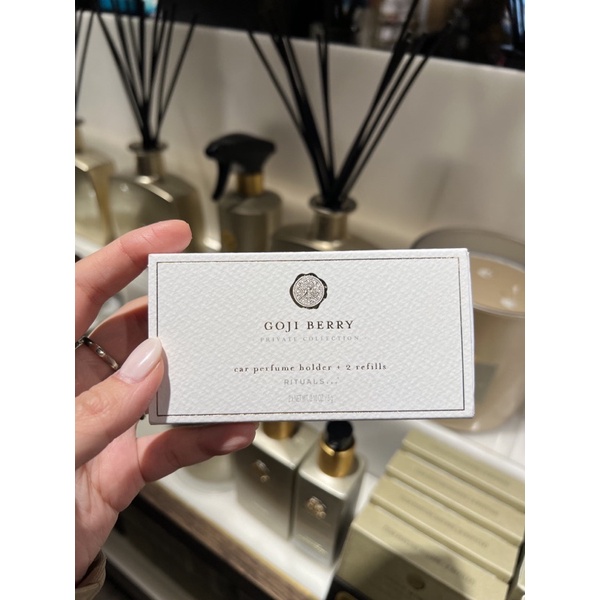 GOJI BERRY
PRIVATE COLLECTION
car perfume holder + 2 refills
RITUALS...